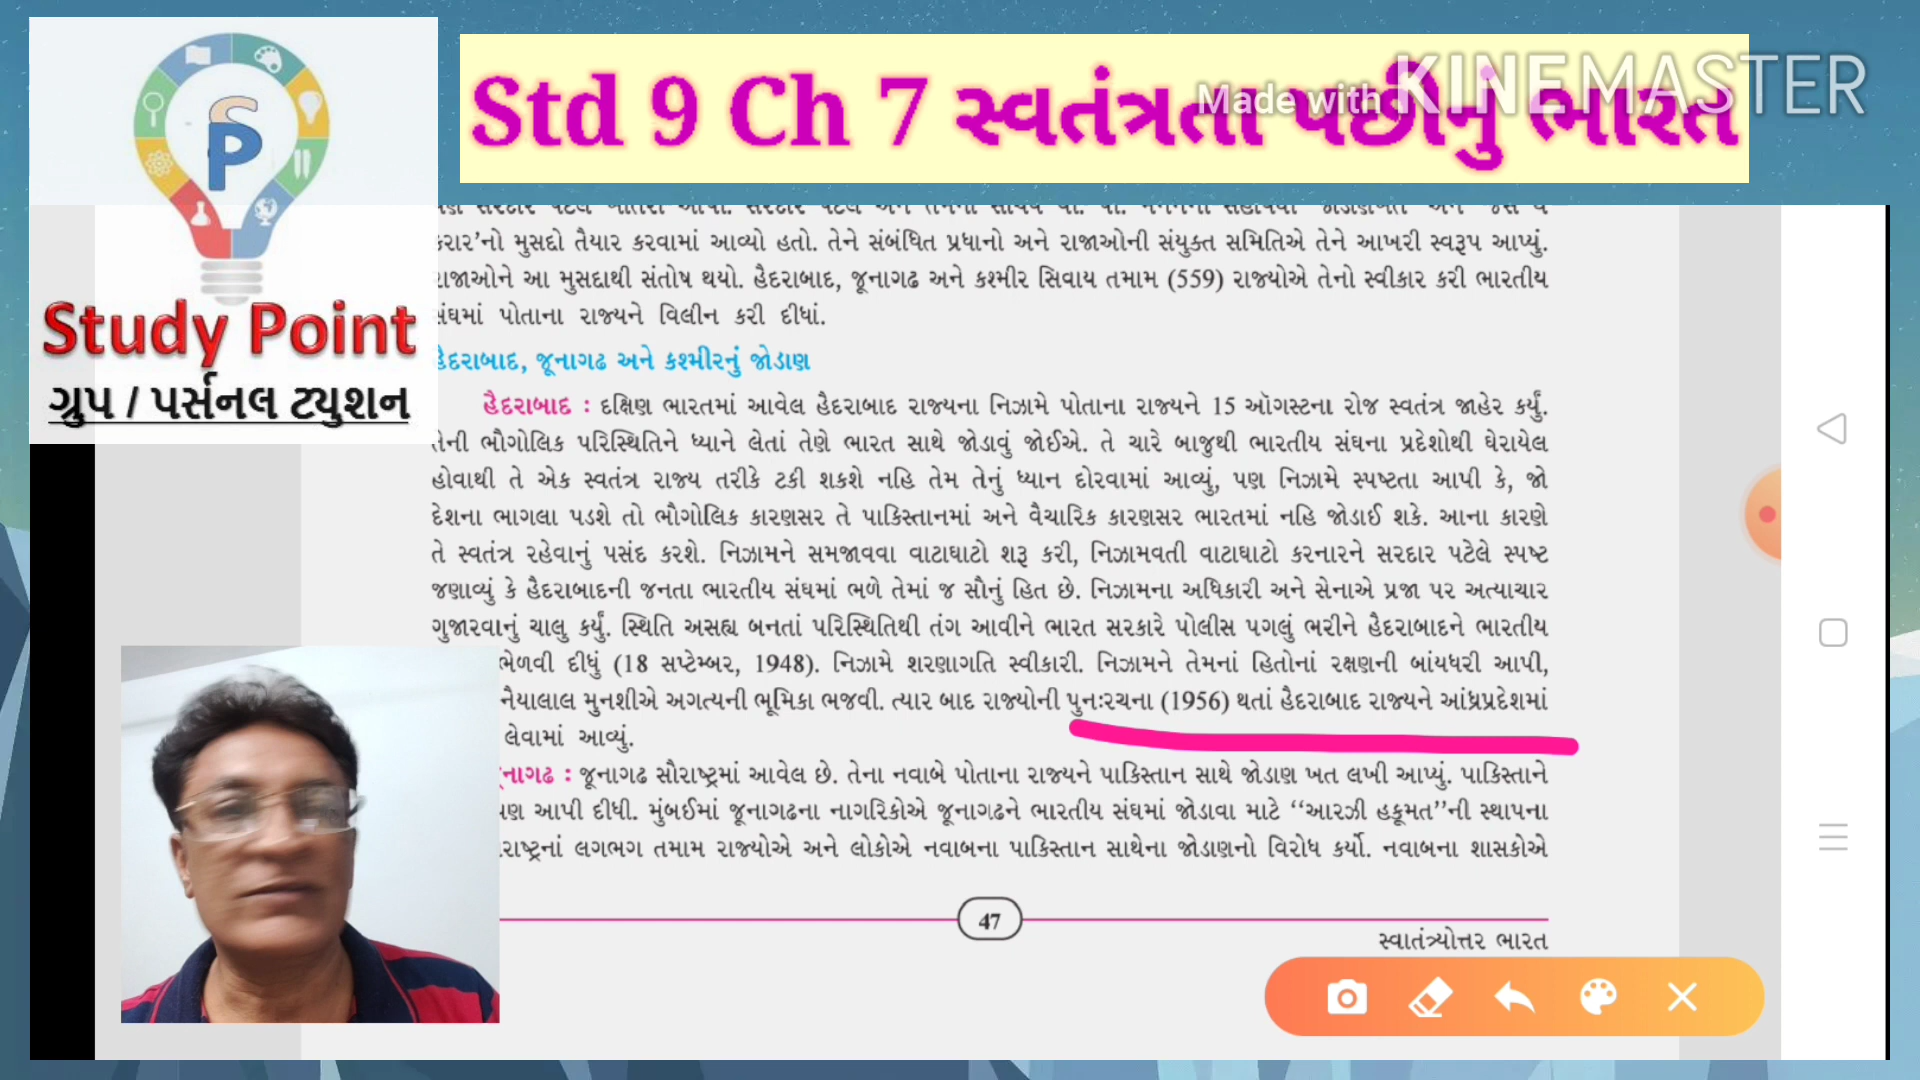 Std 9 Ch 7 સ્વતંત્રતા પછીનું ભારત
Made with KINEMASTER
SP
Study Point
ગ્રુપ / પર્સનલ ટ્યુશન
કરાર’નો મુસદ્દો તૈયાર કરવામાં આવ્યો હતો. તેને સંબંધિત પ્રધાનો અને રાજાઓની સંયુક્ત સમિતિએ તેને આખરી સ્વરૂપ આપ્યું.
રાજાઓને આ મુસદ્દાથી સંતોષ થયો. હૈદરાબાદ, જૂનાગઢ અને કશ્મીર સિવાય તમામ (559) રાજ્યોએ તેનો સ્વીકાર કરી ભારતીય
સંઘમાં પોતાના રાજ્યને વિલીન કરી દીધાં.
હૈદરાબાદ, જૂનાગઢ અને કશ્મીરનું જોડાણ
હૈદરાબાદ : દક્ષિણ ભારતમાં આવેલ હૈદરાબાદ રાજ્યના નિઝામે પોતાના રાજ્યને 15 ઑગસ્ટના રોજ સ્વતંત્ર જાહેર કર્યું.
તેની ભૌગોલિક પરિસ્થિતિને ધ્યાને લેતાં તેણે ભારત સાથે જોડાવું જોઈએ. તે ચારે બાજુથી ભારતીય સંઘના પ્રદેશોથી ઘેરાયેલ
હોવાથી તે એક સ્વતંત્ર રાજ્ય તરીકે ટકી શકશે નહિ તેમ તેનું ધ્યાન દોરવામાં આવ્યું, પણ નિઝામે સ્પષ્ટતા આપી કે, જો
દેશના ભાગલા પડશે તો ભૌગોલિક કારણસર તે પાકિસ્તાનમાં અને વૈચારિક કારણસર ભારતમાં નહિ જોડાઈ શકે. આના કારણે
તે સ્વતંત્ર રહેવાનું પસંદ કરશે. નિઝામને સમજાવવા વાટાઘાટો શરૂ કરી, નિઝામવતી વાટાઘાટો કરનારને સરદાર પટેલે સ્પષ્ટ
જણાવ્યું કે હૈદરાબાદની જનતા ભારતીય સંઘમાં ભળે તેમાં જ સૌનું હિત છે. નિઝામના અધિકારી અને સેનાએ પ્રજા પર અત્યાચાર
ગુજારવાનું ચાલુ કર્યું. સ્થિતિ અસહ્ય બનતાં પરિસ્થિતિથી તંગ આવીને ભારત સરકારે પોલીસ પગલું ભરીને હૈદરાબાદને ભારતીય
ભેળવી દીધું (18 સપ્ટેમ્બર, 1948). નિઝામે શરણાગતિ સ્વીકારી. નિઝામને તેમનાં હિતોનાં રક્ષણની બાંયધરી આપી,
નૈયાલાલ મુનશીએ અગત્યની ભૂમિકા ભજવી. ત્યાર બાદ રાજ્યોની પુનઃરચના (1956) થતાં હૈદરાબાદ રાજ્યને આંધ્રપ્રદેશમાં
લેવામાં આવ્યું.
નાગઢ : જૂનાગઢ સૌરાષ્ટ્રમાં આવેલ છે. તેના નવાબે પોતાના રાજ્યને પાકિસ્તાન સાથે જોડાણ ખત લખી આપ્યું. પાકિસ્તાને
પણ આપી દીધી. મુંબઈમાં જૂનાગઢના નાગરિકોએ જૂનાગઢને ભારતીય સંઘમાં જોડાવા માટે ‘‘આરઝી હકૂમત’’ની સ્થાપના
રાષ્ટ્રનાં લગભગ તમામ રાજ્યોએ અને લોકોએ નવાબના પાકિસ્તાન સાથેના જોડાણનો વિરોધ કર્યો. નવાબના શાસકોએ
47
સ્વાતંત્ર્યોત્તર ભારત